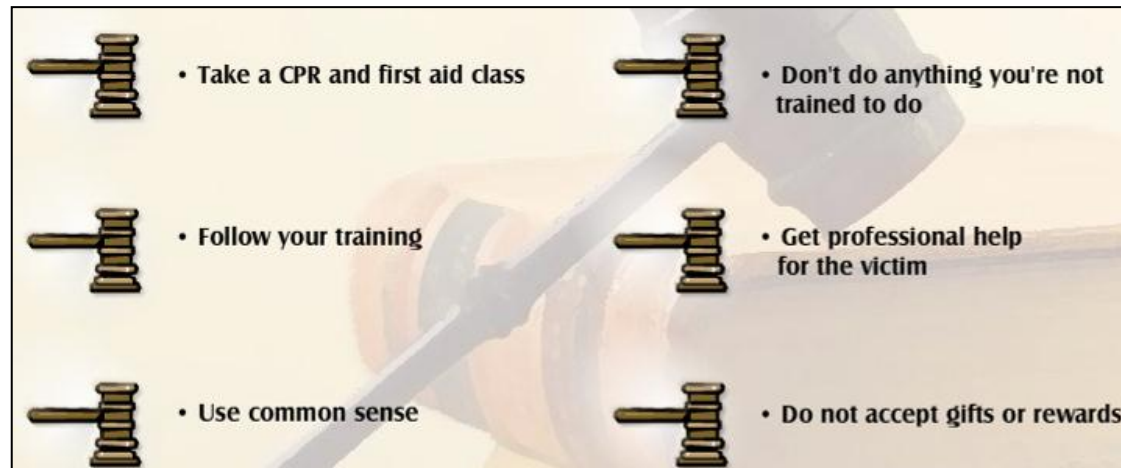 • Take a CPR and first aid class
• Follow your training
• Use common sense
• Don't do anything you're not
trained to do
• Get professional help
for the victim
• Do not accept gifts or rewards